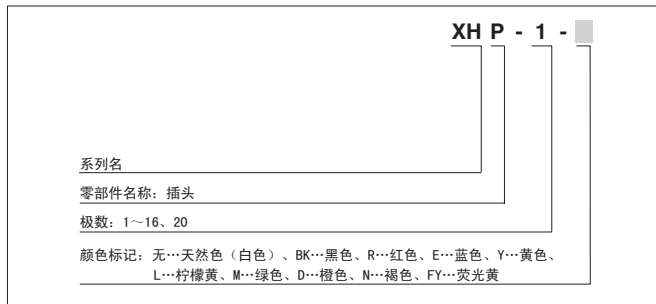 XH P - 1 -
系列名
零部件名称：插头
极数：1～16、20
颜色标记：无…天然色（白色）、BK…黑色、R…红色、E…蓝色、Y…黄色、
L…柠檬黄、M…绿色、D…橙色、N…褐色、FY…荧光黄